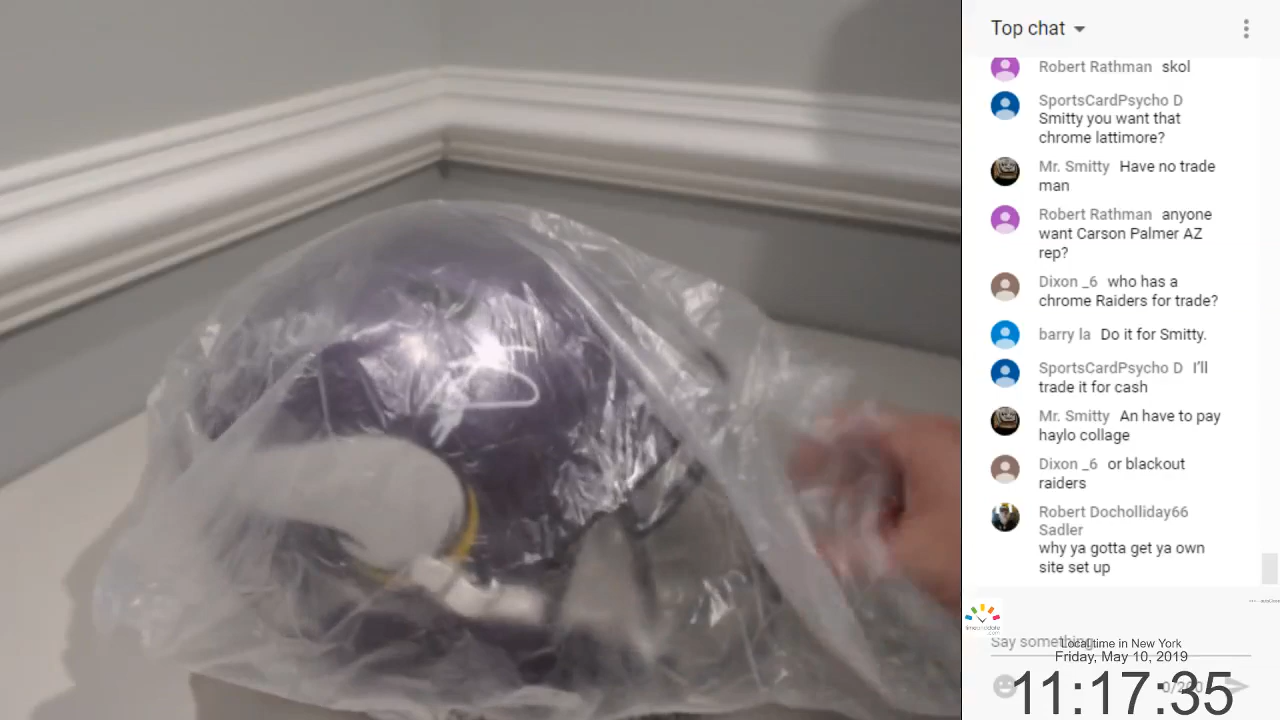 Top chat
Robert Rathman skol
SportsCardPsycho D
Smitty you want that
chrome lattimore?
Mr. Smitty Have no trade
man
Robert Rathman anyone
want Carson Palmer AZ
rep?
Dixon _6 who has a
chrome Raiders for trade?
barry la Do it for Smitty.
SportsCardPsycho D I'll
trade it for cash
Mr. Smitty An have to pay
haylo collage
Dixon _6 or blackout
raiders
Robert Docholliday66
Sadler
why ya gotta get ya own
site set up
Say something...
Local time in New York
Friday, May 10, 2019
11:17:35